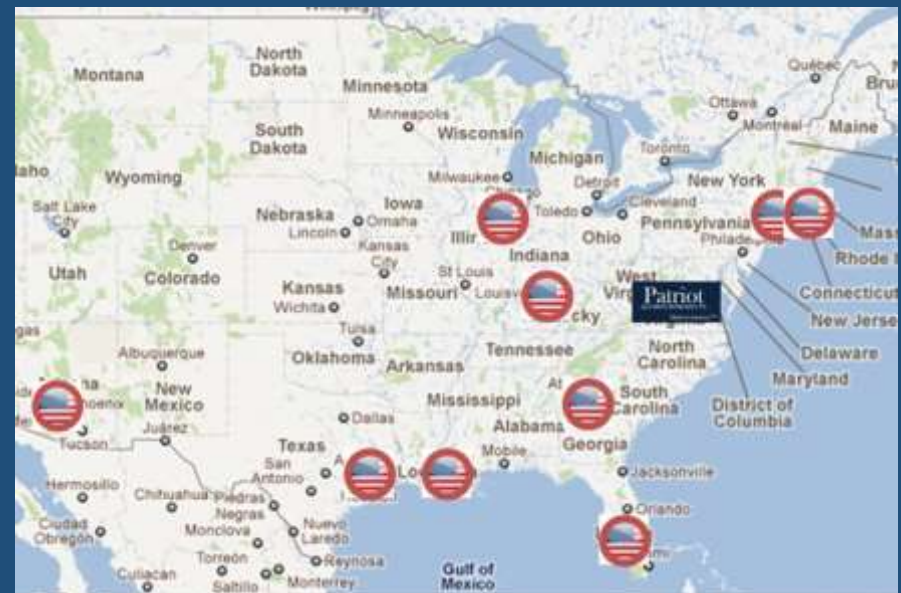 North
Dakota
Montana
Minnesota
Minneapolis
Québec
Ottawa
Montréal
Maine
South
Dakota
Wisconsin
Michigan
Toronto
Wyoming
Milwaukee
Detroit
New York
Salt Lake
City
Nebraska
Iowa
Omaha
Lincoln
Toledo
Cleveland
Pennsylvania
Ohio
Indiana
Denver
Utah
Colorado
Kansas
City
Kansas
Missouri
St Louis
West
Rhode
Connecticut
New Jerse
Wichita
Patriot
Tulsa
Oklahoma
Arkansas
Tennessee
North
Carolina
Delaware
Maryland
District of
Columbia
Albuquerque
New
Mexico
Mississippi
Alabama
South
Carolina
Georgia
Tucson
Juárez
Dallas
Texas
San
Antonio
Mobile
Jacksonville
Hermosillo
Chihuahua
Piedras
Negras
Orlando
Ciudad
Obregón
Monclova
Nuevo
Laredo
Torreón
Reynosa
Culiacán
Saltillo
Monterrey
Gulf of
Mexico